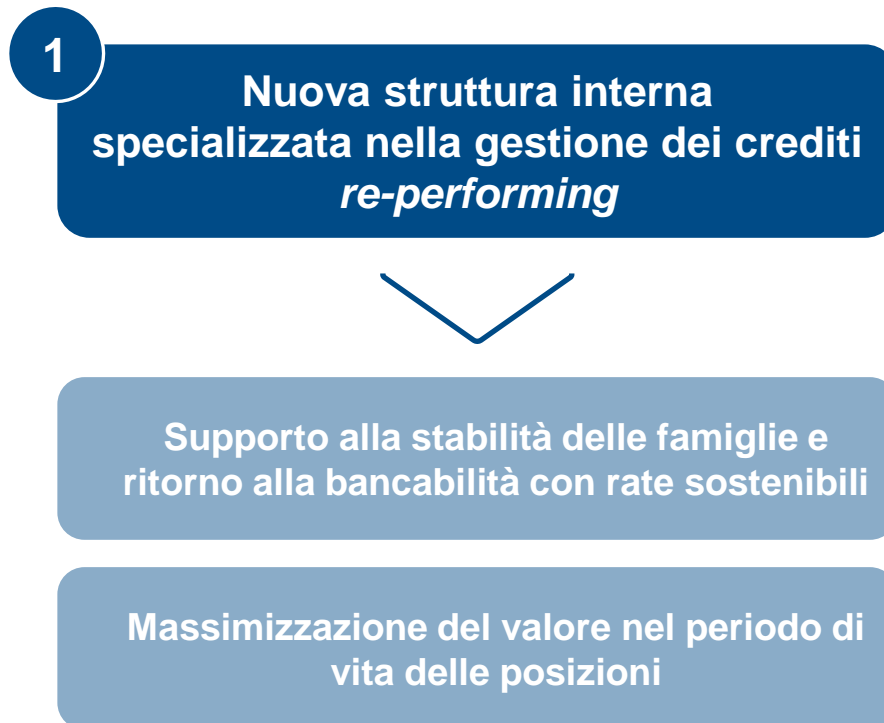 1
Nuova struttura interna
specializzata nella gestione dei crediti
re-performing
Supporto alla stabilità delle famiglie e
ritorno alla bancabilità con rate sostenibili
Massimizzazione del valore nel periodo di
vita delle posizioni